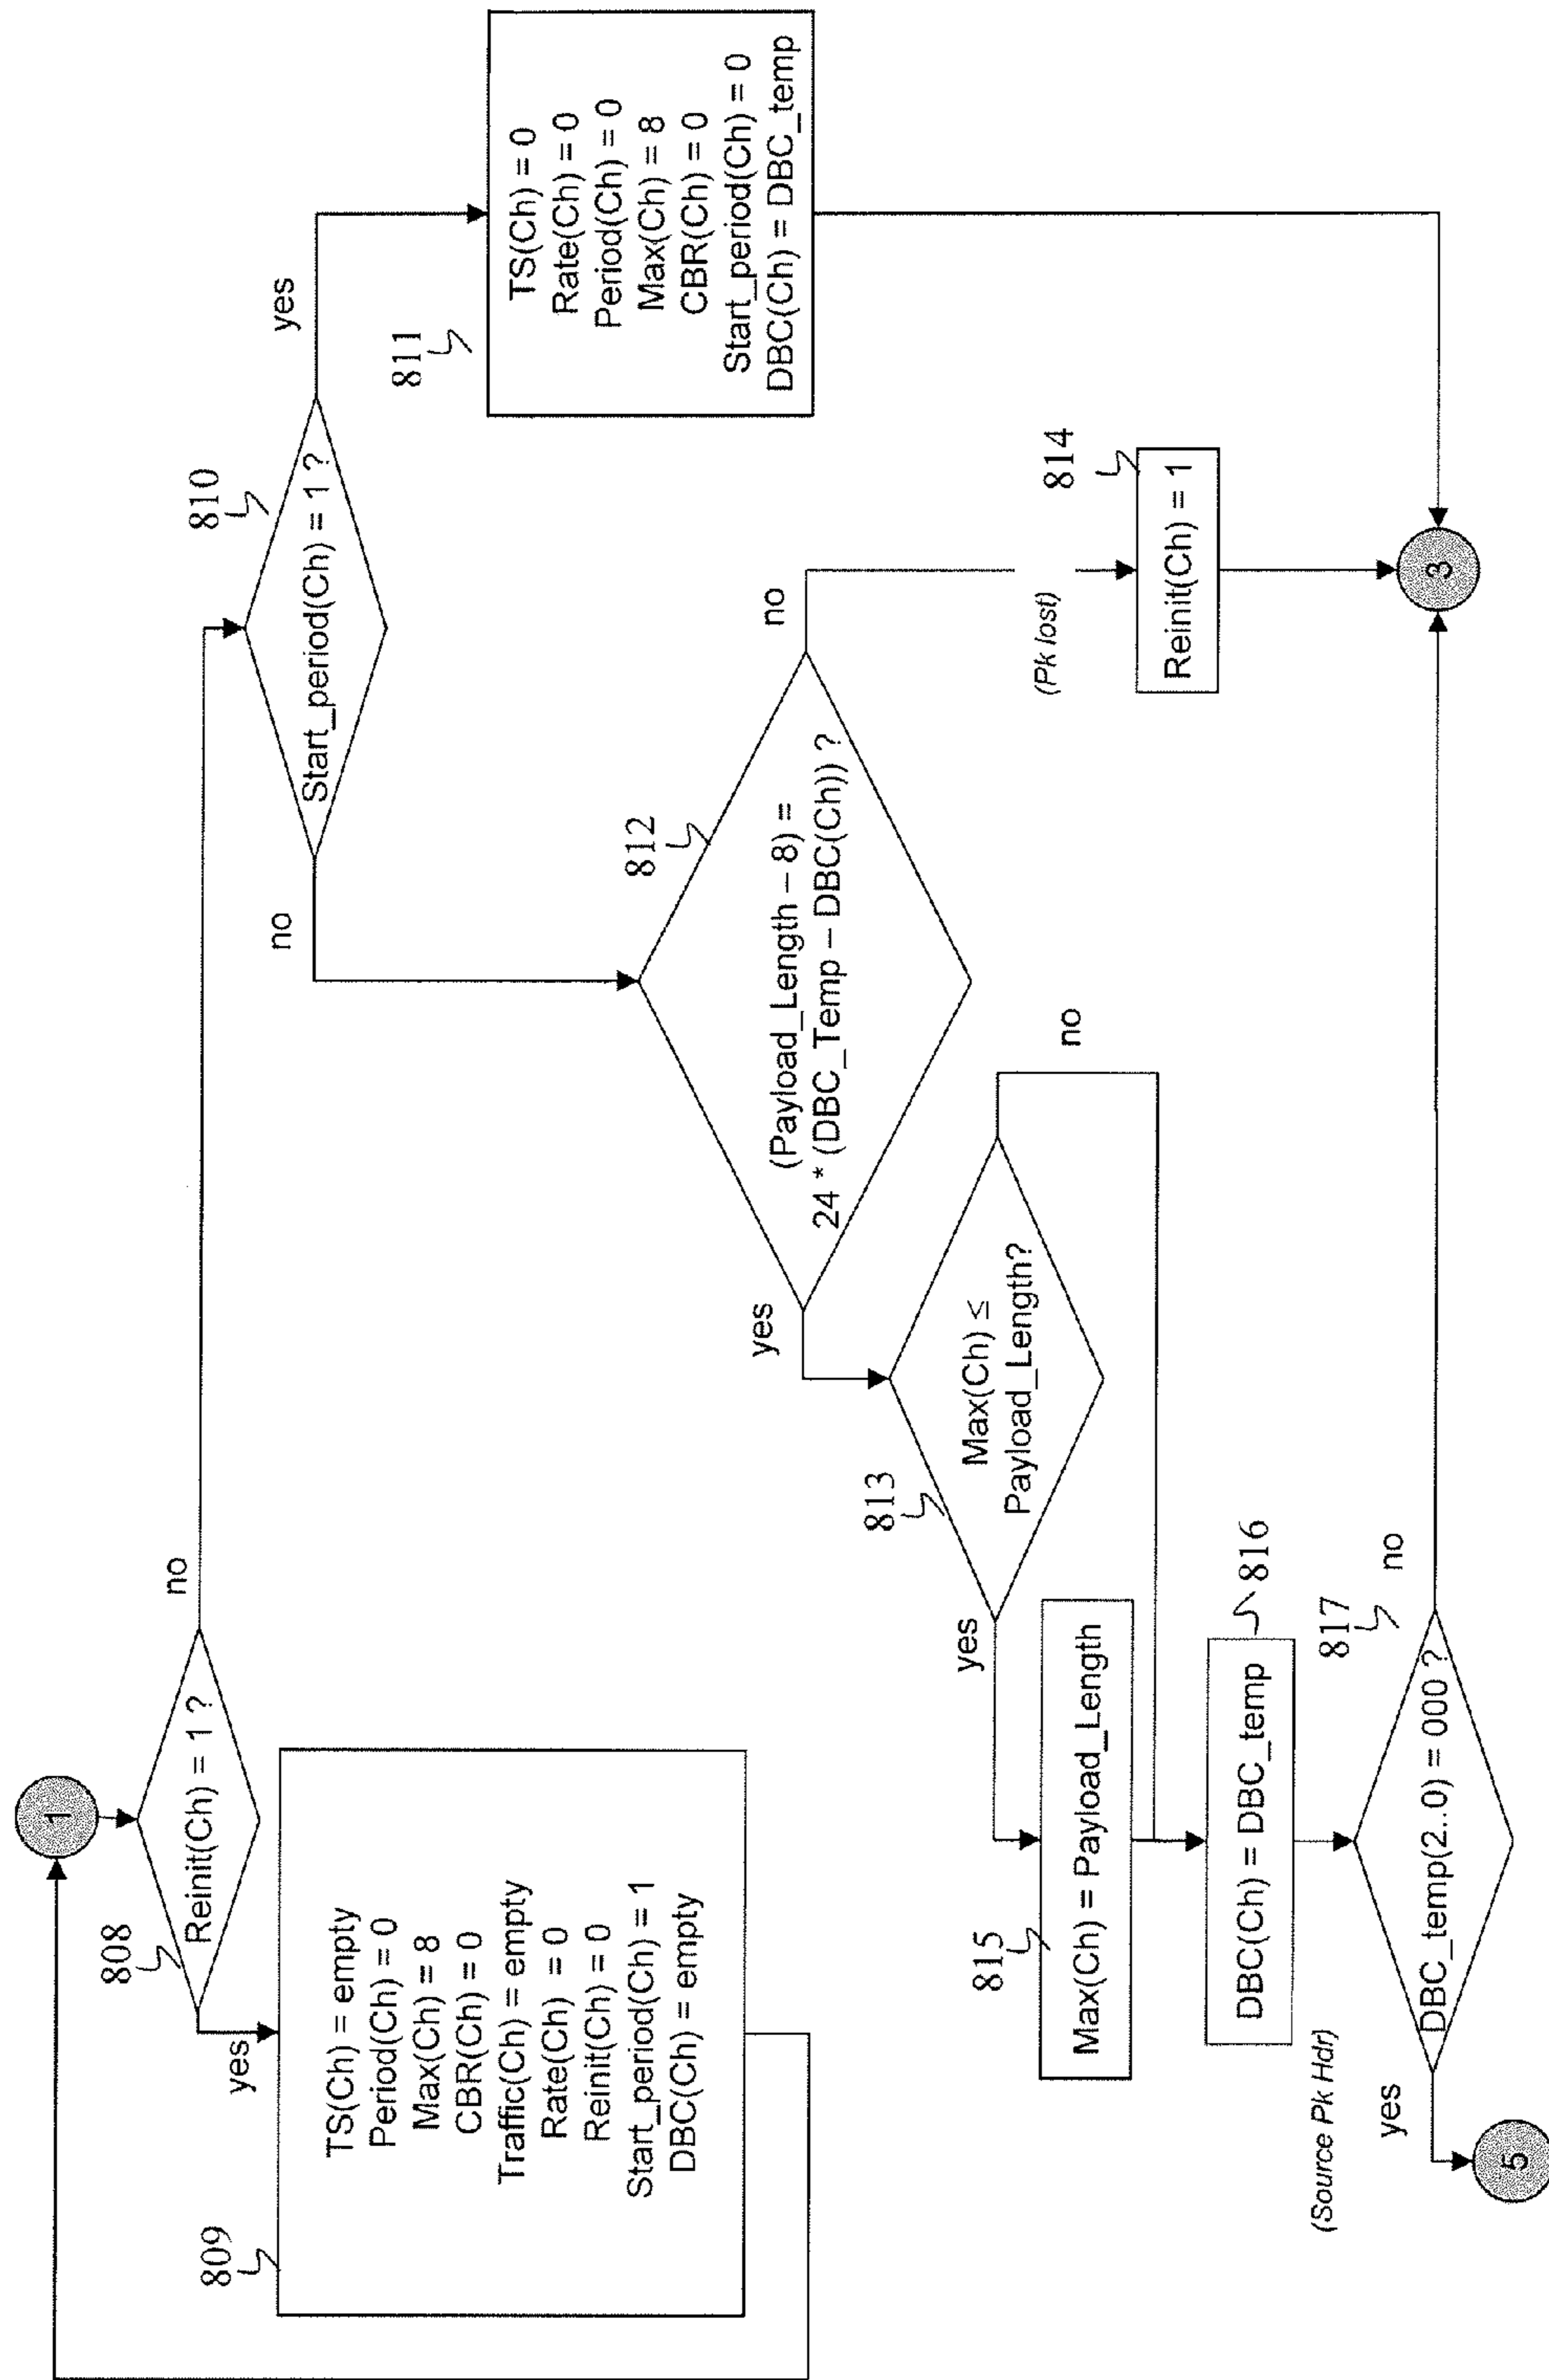 1
808
Reinit(Ch) = 1 ?
yes
no
809
TS(Ch) = empty
Period(Ch) = 0
Max(Ch) = 8
CBR(Ch) = 0
Traffic(Ch) = empty
Rate(Ch) = 0
Reinit(Ch) = 0
Start_period(Ch) = 1
DBC(Ch) = empty
810
Start_period(Ch) = 1 ?
no
yes
811
TS(Ch) = 0
Rate(Ch) = 0
Period(Ch) = 0
Max(Ch) = 8
CBR(Ch) = 0
Start_period(Ch) = 0
DBC(Ch) = DBC_temp
812
(Payload_Length – 8) =
24 * (DBC_Temp – DBC(Ch)) ?
yes
no
813
Max(Ch) ≤
Payload_Length?
yes
no
(Pk lost)
814
Reinit(Ch) = 1
815
Max(Ch) = Payload_Length
816
DBC(Ch) = DBC_temp
(Source Pk Hdr)
817
DBC_temp(2..0) = 000 ?
yes
no
3
5